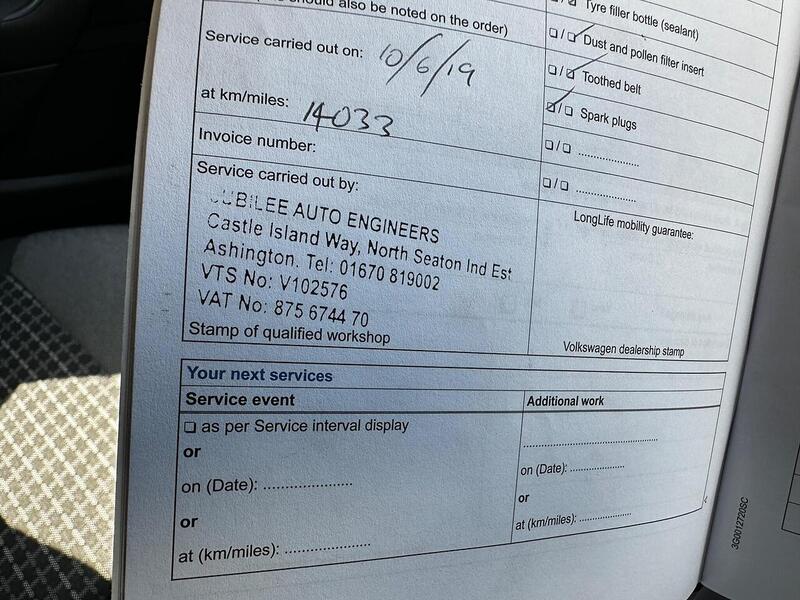 should also be noted on the order)
Service carried out on: 10/6/19
at km/miles: 14033
Invoice number:
Service carried out by:
JUBILEE AUTO ENGINEERS
Castle Island Way, North Seaton Ind Est
Ashington. Tel: 01670 819002
VTS No: V102576
VAT No: 875 6744 70
Stamp of qualified workshop
Tyre filler bottle (sealant)
☐ / ☑ Dust and pollen filter insert
☐ / ☑ Toothed belt
☑ / ☐ Spark plugs
☐ / ☐ ....................
☐ / ☐ ....................
LongLife mobility guarantee:
Volkswagen dealership stamp
Your next services
Service event
☐ as per Service interval display
or
on (Date): ....................
or
at (km/miles): ....................
Additional work
..............................
on (Date): ...............
or
at (km/miles): ...............
3G0012720SC